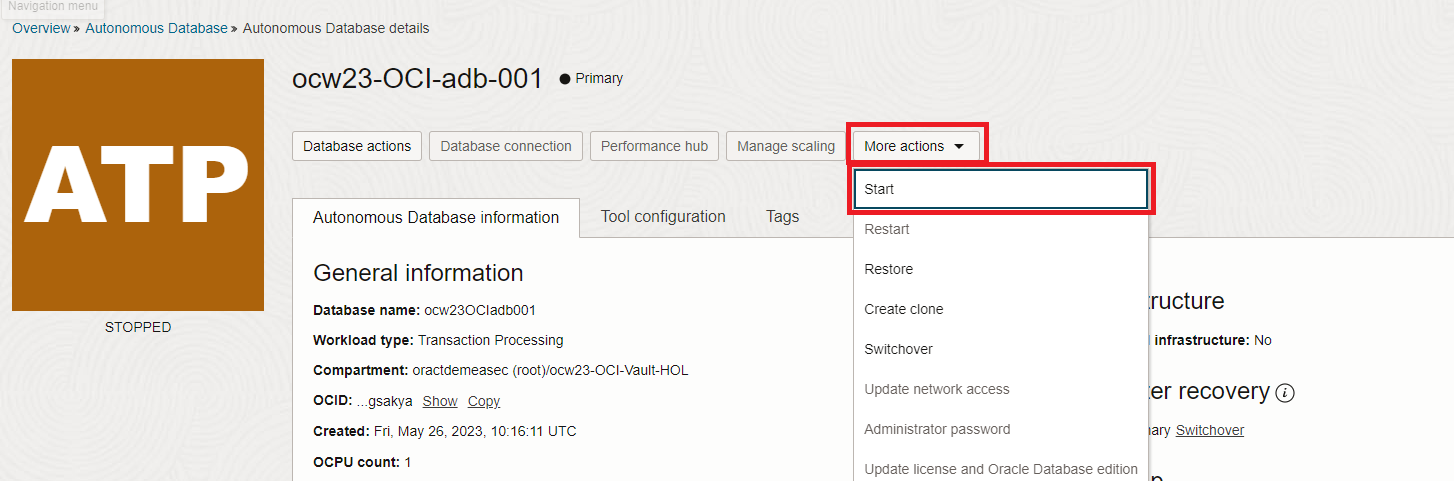 Navigation menu
Overview » Autonomous Database » Autonomous Database details
ATP
STOPPED
ocw23-OCI-adb-001 ● Primary
Database actions Database connection Performance hub Manage scaling More actions
Autonomous Database information Tool configuration Tags
Start
Restart
Restore
Create clone
Switchover
Update network access
Administrator password
Update license and Oracle Database edition
General information
Database name: ocw23OCIadb001
Workload type: Transaction Processing
Compartment: oractdemeasec (root)/ocw23-OCI-Vault-HOL
OCID: ...gsakya Show Copy
Created: Fri, May 26, 2023, 10:16:11 UTC
OCPU count: 1
tructure
infrastructure: No
er recovery
ary Switchover